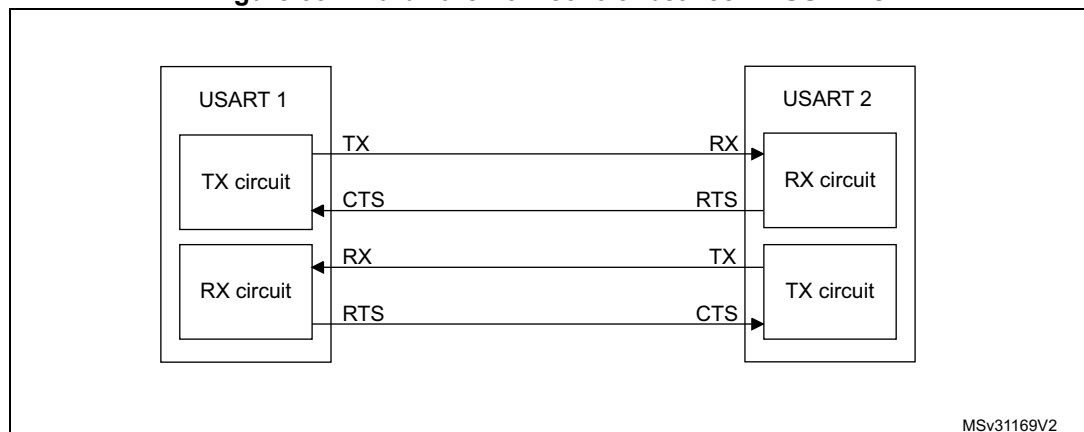 USART 1
USART 2
TX circuit
TX
RX
RX circuit
CTS
RTS
RX circuit
RX
TX
TX circuit
RTS
CTS
MSv31169V2